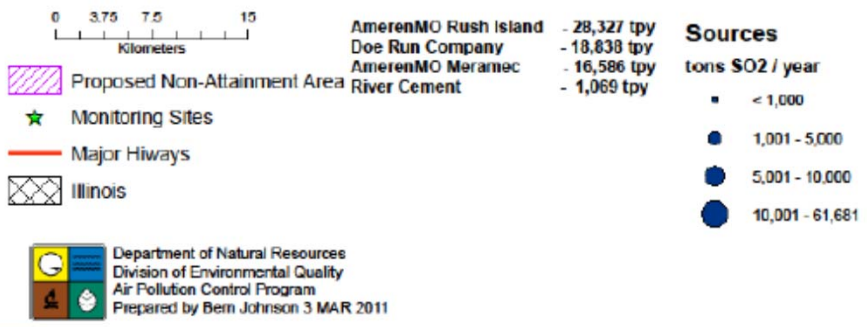 0 3.75 7.5 15
Kilometers
Proposed Non-Attainment Area
Monitoring Sites
Major Hiways
Illinois
AmerenMO Rush Island - 28,327 tpy
Doe Run Company - 18,838 tpy
AmerenMO Meramec - 16,586 tpy
River Cement - 1,069 tpy
Sources
tons SO2 / year
< 1,000
1,001 - 5,000
5,001 - 10,000
10,001 - 61,681
Department of Natural Resources
Division of Environmental Quality
Air Pollution Control Program
Prepared by Bern Johnson 3 MAR 2011